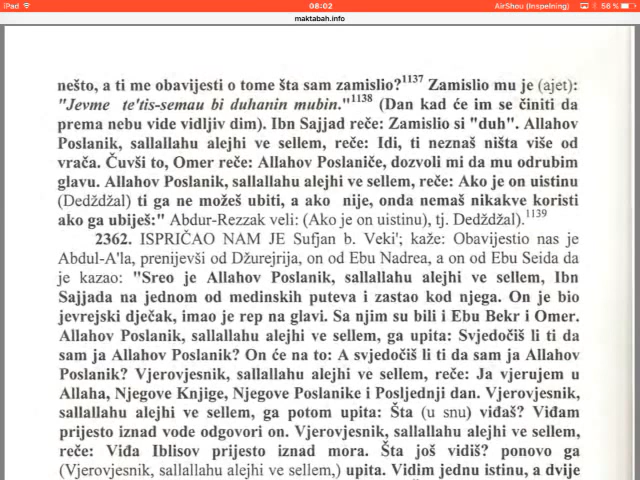 iPad
08:02
AirShou (Inspelning)
56 %
maktabah.info
nešto, a ti me obavijesti o tome šta sam zamislio?1137 Zamislio mu je (ajet):
"Jevme te'tis-semau bi duhanin mubin."1138 (Dan kad će im se činiti da
prema nebu vide vidljiv dim). Ibn Sajjad reče: Zamislio si "duh". Allahov
Poslanik, sallallahu alejhi ve sellem, reče: Idi, ti neznaš ništa više od
vrača. Čuvši to, Omer reče: Allahov Poslaniče, dozvoli mi da mu odrubim
glavu. Allahov Poslanik, sallallahu alejhi ve sellem, reče: Ako je on uistinu
(Dedždžal) ti ga ne možeš ubiti, a ako nije, onda nemaš nikakve koristi
ako ga ubiješ:" Abdur-Rezzak veli: (Ako je on uistinu), tj. Dedždžal).1139
2362. ISPRIČAO NAM JE Sufjan b. Veki'; kaže: Obavijestio nas je
Abdul-A'la, prenijevši od Džurejrija, on od Ebu Nadrea, a on od Ebu Seida da
je kazao: "Sreo je Allahov Poslanik, sallallahu alejhi ve sellem, Ibn
Sajjada na jednom od medinskih puteva i zastao kod njega. On je bio
jevrejski dječak, imao je rep na glavi. Sa njim su bili i Ebu Bekr i Omer.
Allahov Poslanik, sallallahu alejhi ve sellem, ga upita: Svjedočiš li ti da
sam ja Allahov Poslanik? On će na to: A svjedočiš li ti da sam ja Allahov
Poslanik? Vjerovjesnik, sallallahu alejhi ve sellem, reče: Ja vjerujem u
Allaha, Njegove Knjige, Njegove Poslanike i Posljednji dan. Vjerovjesnik,
sallallahu alejhi ve sellem, ga potom upita: Šta (u snu) viđaš? Viđam
prijesto iznad vode odgovori on. Vjerovjesnik, sallallahu alejhi ve sellem,
reče: Viđa Iblisov prijesto iznad mora. Šta još vidiš? ponovo ga
(Vjerovjesnik, sallallahu alejhi ve sellem,) upita. Vidim jednu istinu, a dvije